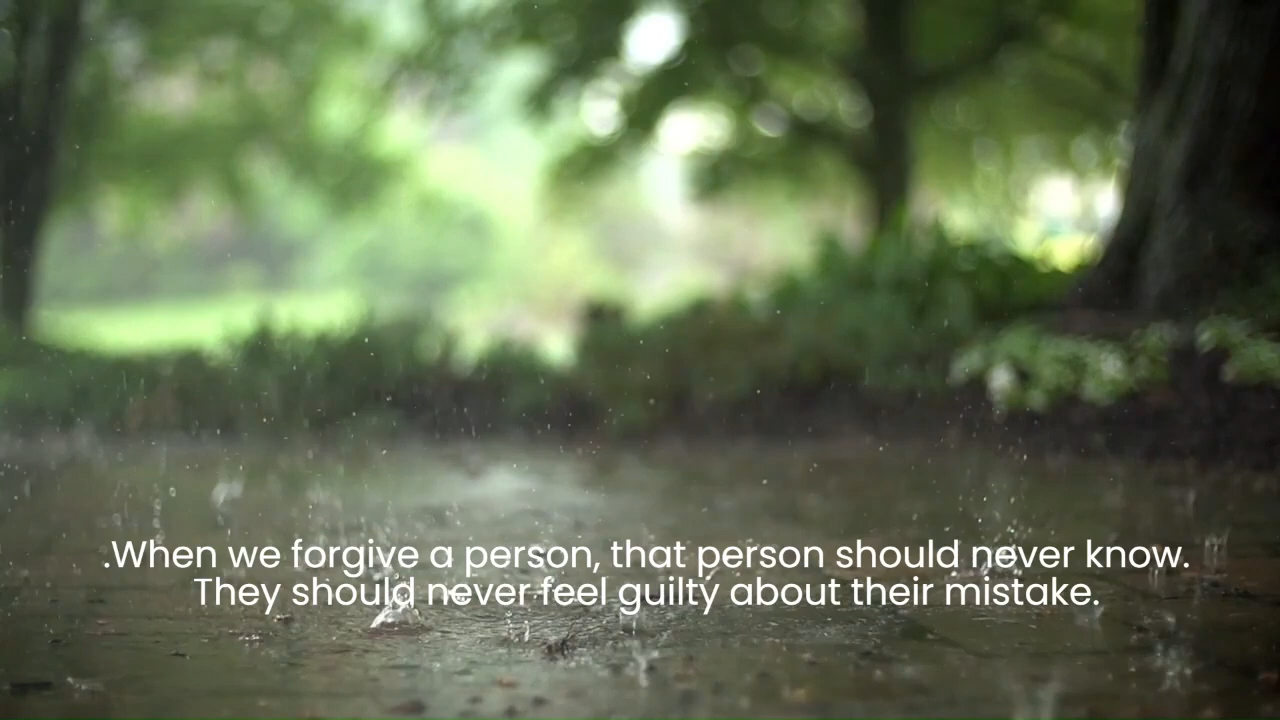 .When we forgive a person, that person should never know.
They should never feel guilty about their mistake.